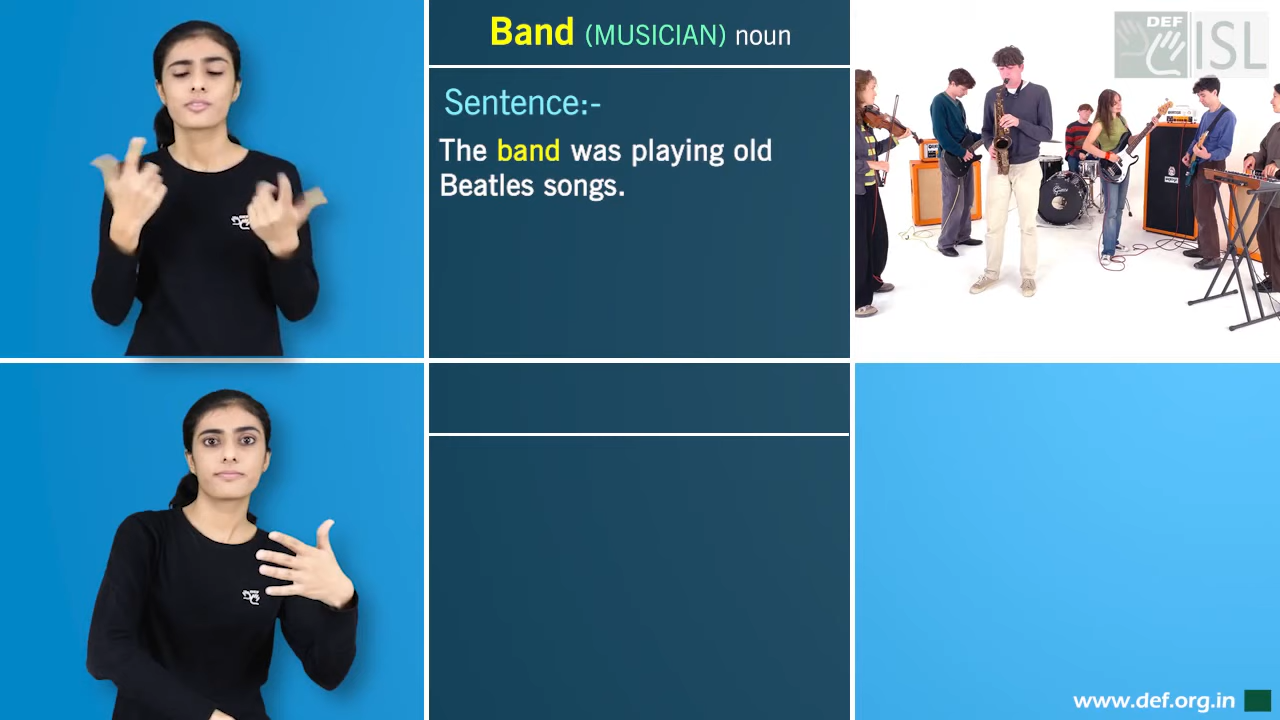 Band (MUSICIAN) noun
Sentence:-
The band was playing old
Beatles songs.
DEF ISL
www.def.org.in